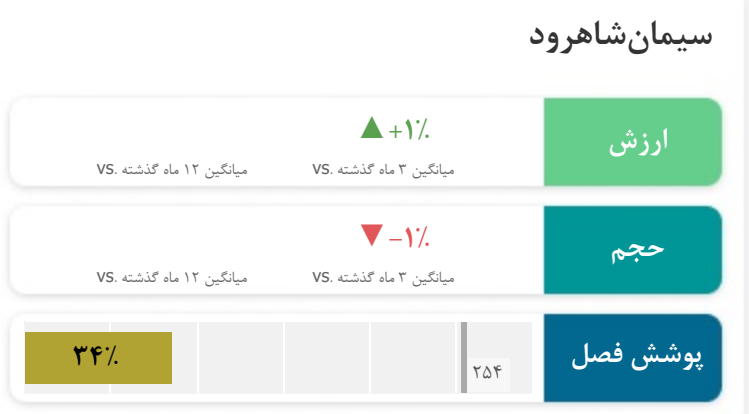 سیمان‌شاهرود
ارزش
▲ +۱٪
میانگین ۳ ماه گذشته .VS
میانگین ۱۲ ماه گذشته .VS
حجم
▼ −۱٪
میانگین ۳ ماه گذشته .VS
میانگین ۱۲ ماه گذشته .VS
پوشش فصل
۲۵۴
۳۴٪